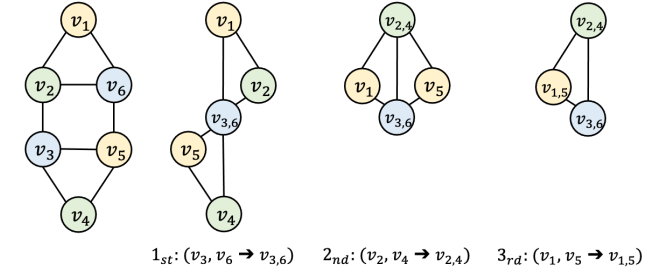 v₁
v₂ v₆
v₃ v₅
v₄
v₁
v₂
v₃,₆
v₅
v₄
v₂,₄
v₁ v₅
v₃,₆
v₂,₄
v₁,₅
v₃,₆
1ₛₜ: (v₃, v₆ → v₃,₆) 2ₙd: (v₂, v₄ → v₂,₄) 3ᵣd: (v₁, v₅ → v₁,₅)